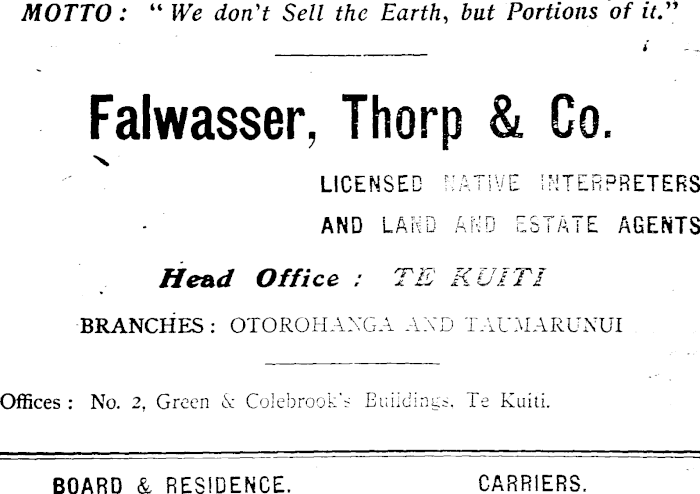 MOTTO: "We don't Sell the Earth, but Portions of it."
Falwasser, Thorp & Co.
LICENSED NATIVE INTERPRETERS
AND LAND AND ESTATE AGENTS
Head Office: TE KUITI
BRANCHES: OTOROHANGA AND TAUMARUNUI
Offices: No. 2, Green & Colebrook's Buildings, Te Kuiti.
BOARD & RESIDENCE. CARRIERS.